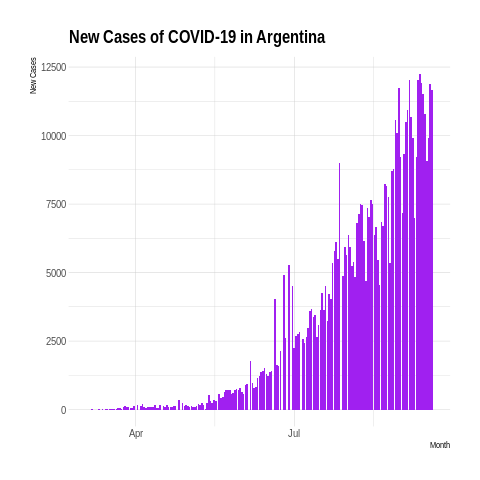 New Cases of COVID-19 in Argentina
New Cases
12500
10000
7500
5000
2500
0
Apr
Jul
Month